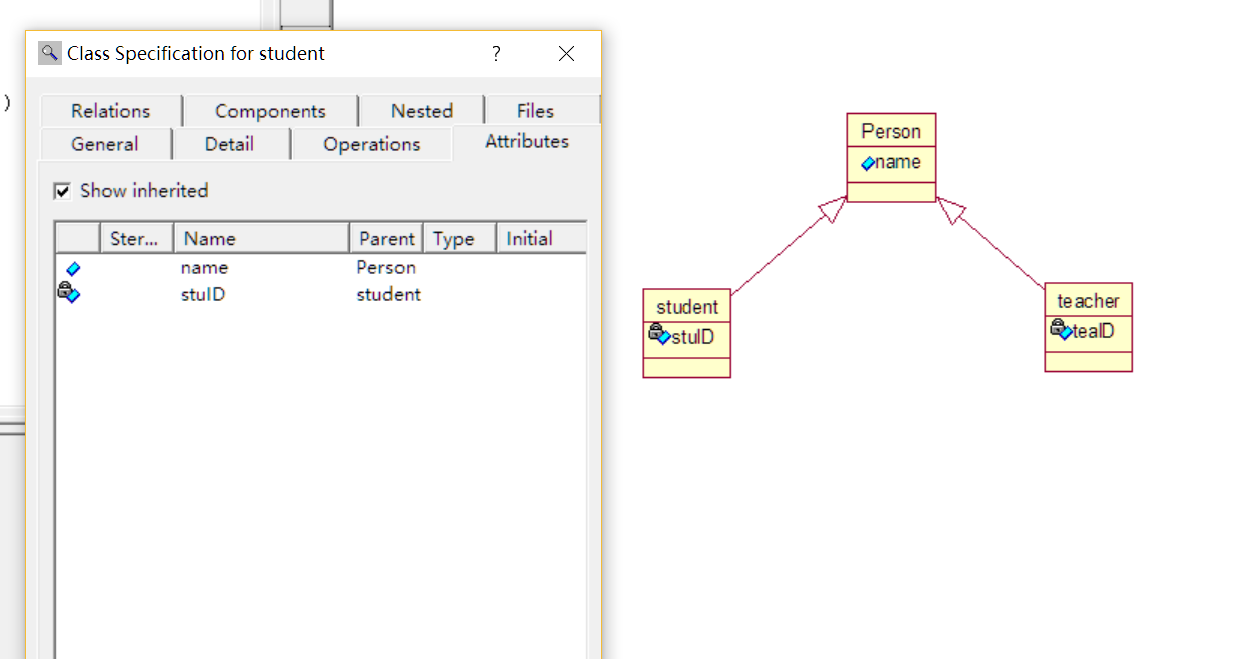 Class Specification for student ? ×
)
Relations Components Nested Files
General Detail Operations Attributes
Show inherited
Ster... Name Parent Type Initial
name Person
stuID student
Person
name
student
stuID
teacher
teaID